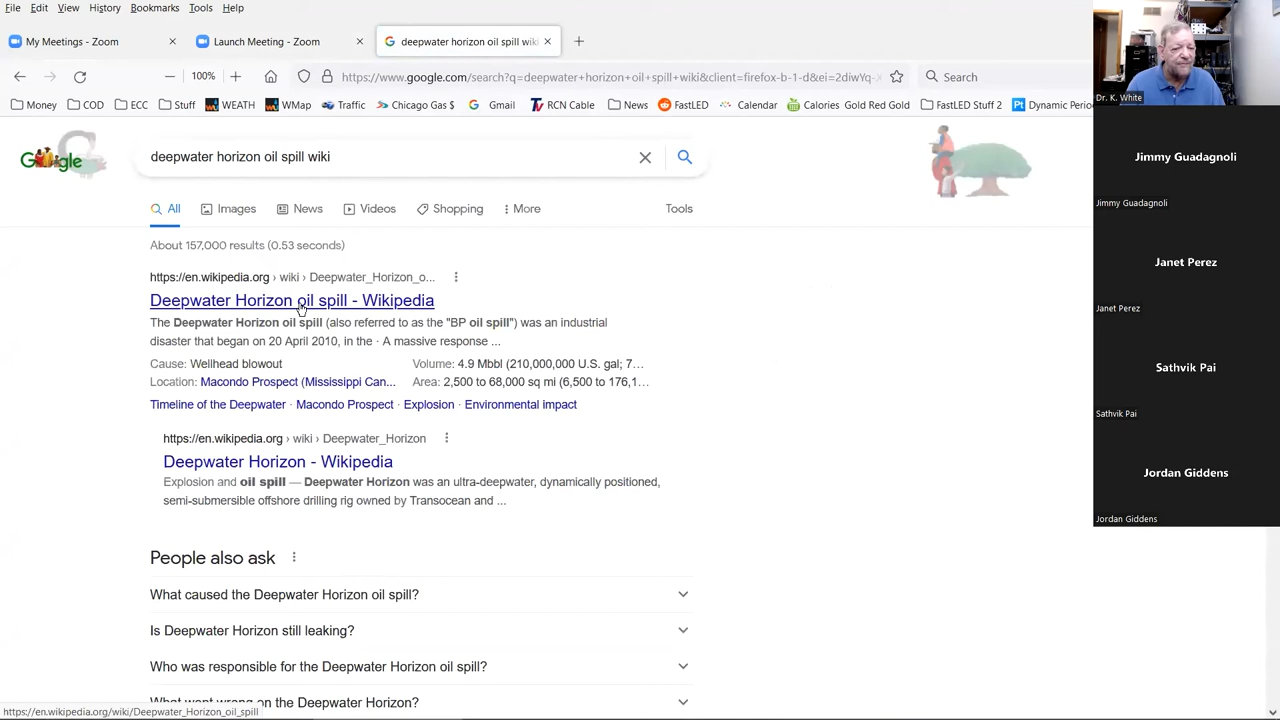 File Edit View History Bookmarks Tools Help
My Meetings - Zoom
Launch Meeting - Zoom
deepwater horizon oil spill wiki
100%
https://www.google.com/search?q=deepwater+horizon+oil+spill+wiki&client=firefox-b-1-d&ei=2diwYq-
Search
Money COD ECC Stuff WEATH WMap Traffic Gasoline Gas $ Gmail RCN Cable News FastLED Calendar Calorie Gold Red Gold FastLED Stuff 2 Dynamic Perio
Google
deepwater horizon oil spill wiki
All Images News Videos Shopping More Tools
About 157,000 results (0.53 seconds)
https://en.wikipedia.org › wiki › Deepwater_Horizon_o...
Deepwater Horizon oil spill - Wikipedia
The Deepwater Horizon oil spill (also referred to as the "BP oil spill") was an industrial
disaster that began on 20 April 2010, in the · A massive response ...
Cause: Wellhead blowout Volume: 4.9 Mbbl (210,000,000 U.S. gal; 7...
Location: Macondo Prospect (Mississippi Can... Area: 2,500 to 68,000 sq mi (6,500 to 176,1...
Timeline of the Deepwater · Macondo Prospect · Explosion · Environmental impact
https://en.wikipedia.org › wiki › Deepwater_Horizon
Deepwater Horizon - Wikipedia
Explosion and oil spill — Deepwater Horizon was an ultra-deepwater, dynamically positioned,
semi-submersible offshore drilling rig owned by Transocean and ...
People also ask
What caused the Deepwater Horizon oil spill?
Is Deepwater Horizon still leaking?
Who was responsible for the Deepwater Horizon oil spill?
What went wrong on the Deepwater Horizon?
https://en.wikipedia.org/wiki/Deepwater_Horizon_oil_spill
Dr. K. White
Jimmy Guadagnoli
Jimmy Guadagnoli
Janet Perez
Janet Perez
Sathvik Pai
Sathvik Pai
Jordan Giddens
Jordan Giddens